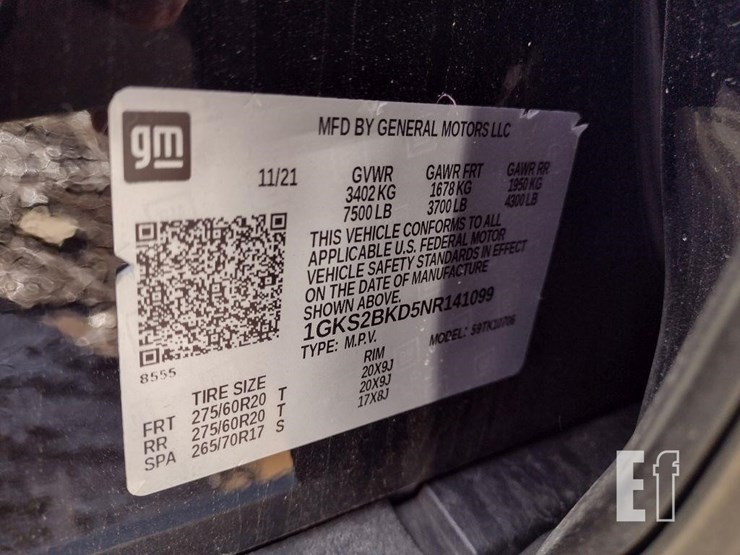 gm
MFD BY GENERAL MOTORS LLC
11/21 GVWR GAWR FRT GAWR RR
3402 KG 1678 KG 1950 KG
7500 LB 3700 LB 4300 LB
THIS VEHICLE CONFORMS TO ALL
APPLICABLE U.S. FEDERAL MOTOR
VEHICLE SAFETY STANDARDS IN EFFECT
ON THE DATE OF MANUFACTURE
SHOWN ABOVE.
1GKS2BKD5NR141099
TYPE: M.P.V. MODEL:
8555
TIRE SIZE RIM
FRT 275/60R20 T 20X9J
RR 275/60R20 T 20X9J
SPA 265/70R17 S 17X8J
Ef